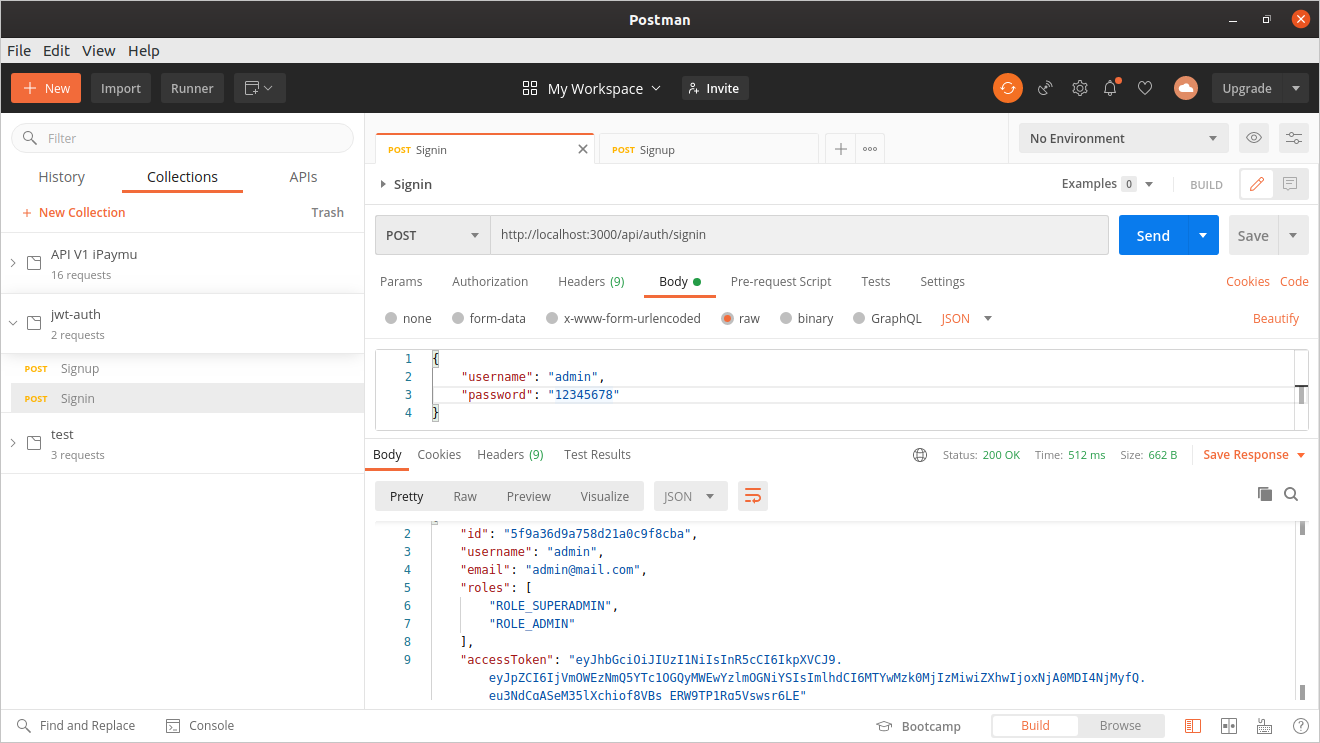 Postman
File Edit View Help
New Import Runner My Workspace Invite Upgrade
Filter
History Collections APIs
New Collection Trash
API V1 iPaymu
16 requests
jwt-auth
2 requests
POST Signup
POST Signin
test
3 requests
POST Signin POST Signup No Environment
Signin Examples 0 BUILD
POST http://localhost:3000/api/auth/signin Send Save
Params Authorization Headers (9) Body Pre-request Script Tests Settings Cookies Code
none form-data x-www-form-urlencoded raw binary GraphQL JSON Beautify
1 {
2 "username": "admin",
3 "password": "12345678"
4 }
Body Cookies Headers (9) Test Results Status: 200 OK Time: 512 ms Size: 662 B Save Response
Pretty Raw Preview Visualize JSON
2 "id": "5f9a36d9a758d21a0c9f8cba",
3 "username": "admin",
4 "email": "admin@mail.com",
5 "roles": [
6 "ROLE_SUPERADMIN",
7 "ROLE_ADMIN"
8 ],
9 "accessToken": "eyJhbGciOiJIUzI1NiIsInR5cCI6IkpXVCJ9.
eyJpZCI6IjVmOWEzNmQ5YTc1OGQyMWEwYzlmOGNiYSIsImlhdCI6MTYwMzk0MjIzMiwiZXhwIjoxNjA0MDI4NjMyfQ.
Find and Replace Console Bootcamp Build Browse